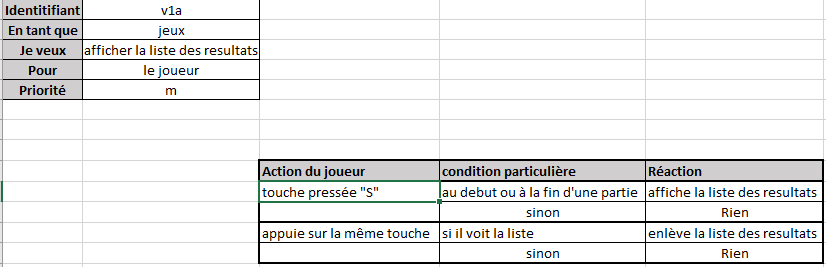 Identitifiant v1a
En tant que jeux
Je veux afficher la liste des resultats
Pour le joueur
Priorité m
Action du joueur condition particulière Réaction
touche pressée "S" au debut ou à la fin d'une partie affiche la liste des resultats
sinon Rien
appuie sur la même touche si il voit la liste enlève la liste des resultats
sinon Rien